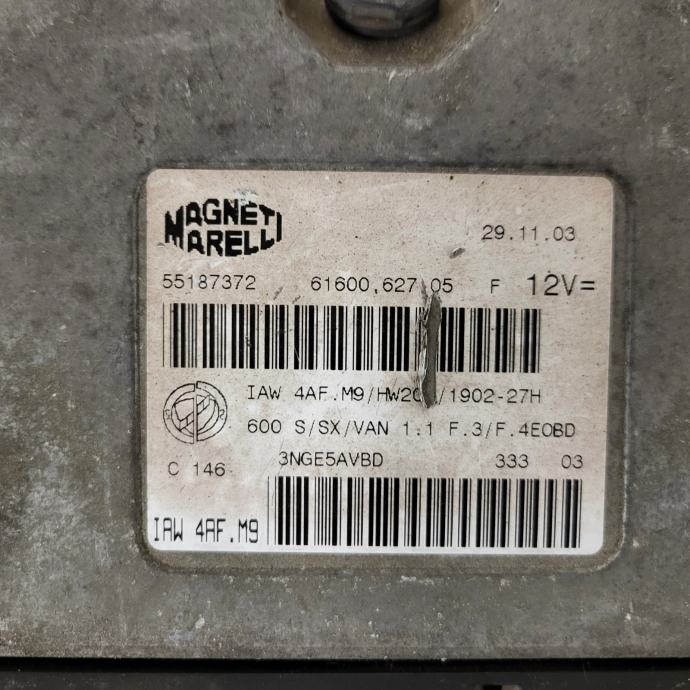 MAGNETI
MARELLI
29.11.03
55187372 61600.627.05 F 12V=
IAW 4AF.M9/ /1902-27H
600 S/SX/VAN 1.1 F.3/F.4EOBD
C 146 3NGE5AVBD 333 03
IAW 4AF.M9